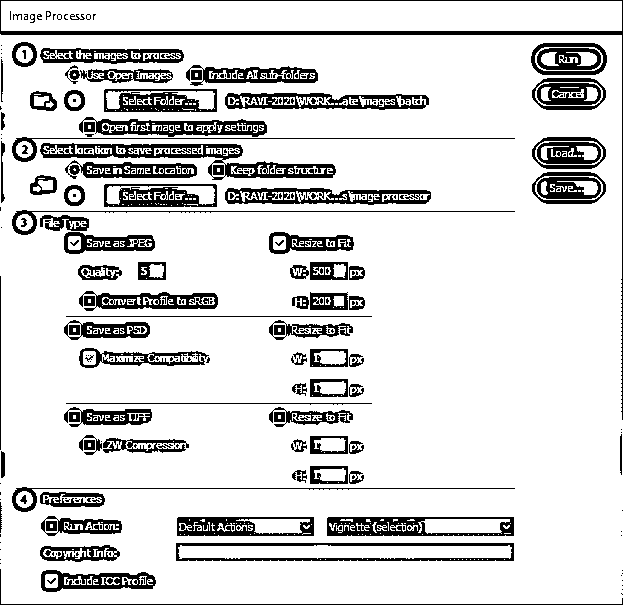 Image Processor
1 Select the images to process
Use Open Images Include All sub-folders
Select Folder... D:\RAVI-2020\WORK...ate\images\batch
Open first image to apply settings
Run
Cancel
2 Select location to save processed images
Save in Same Location Keep folder structure
Select Folder... D:\RAVI-2020\WORK...s\image processor
Load...
Save...
3 File Type
Save as JPEG Resize to Fit
Quality: 5 W: 500 px
Convert Profile to sRGB H: 200 px
Save as PSD Resize to Fit
Maximize Compatibility W: px
H: px
Save as TIFF Resize to Fit
LZW Compression W: px
H: px
4 Preferences
Run Action: Default Actions Vignette (selection)
Copyright Info:
Include ICC Profile